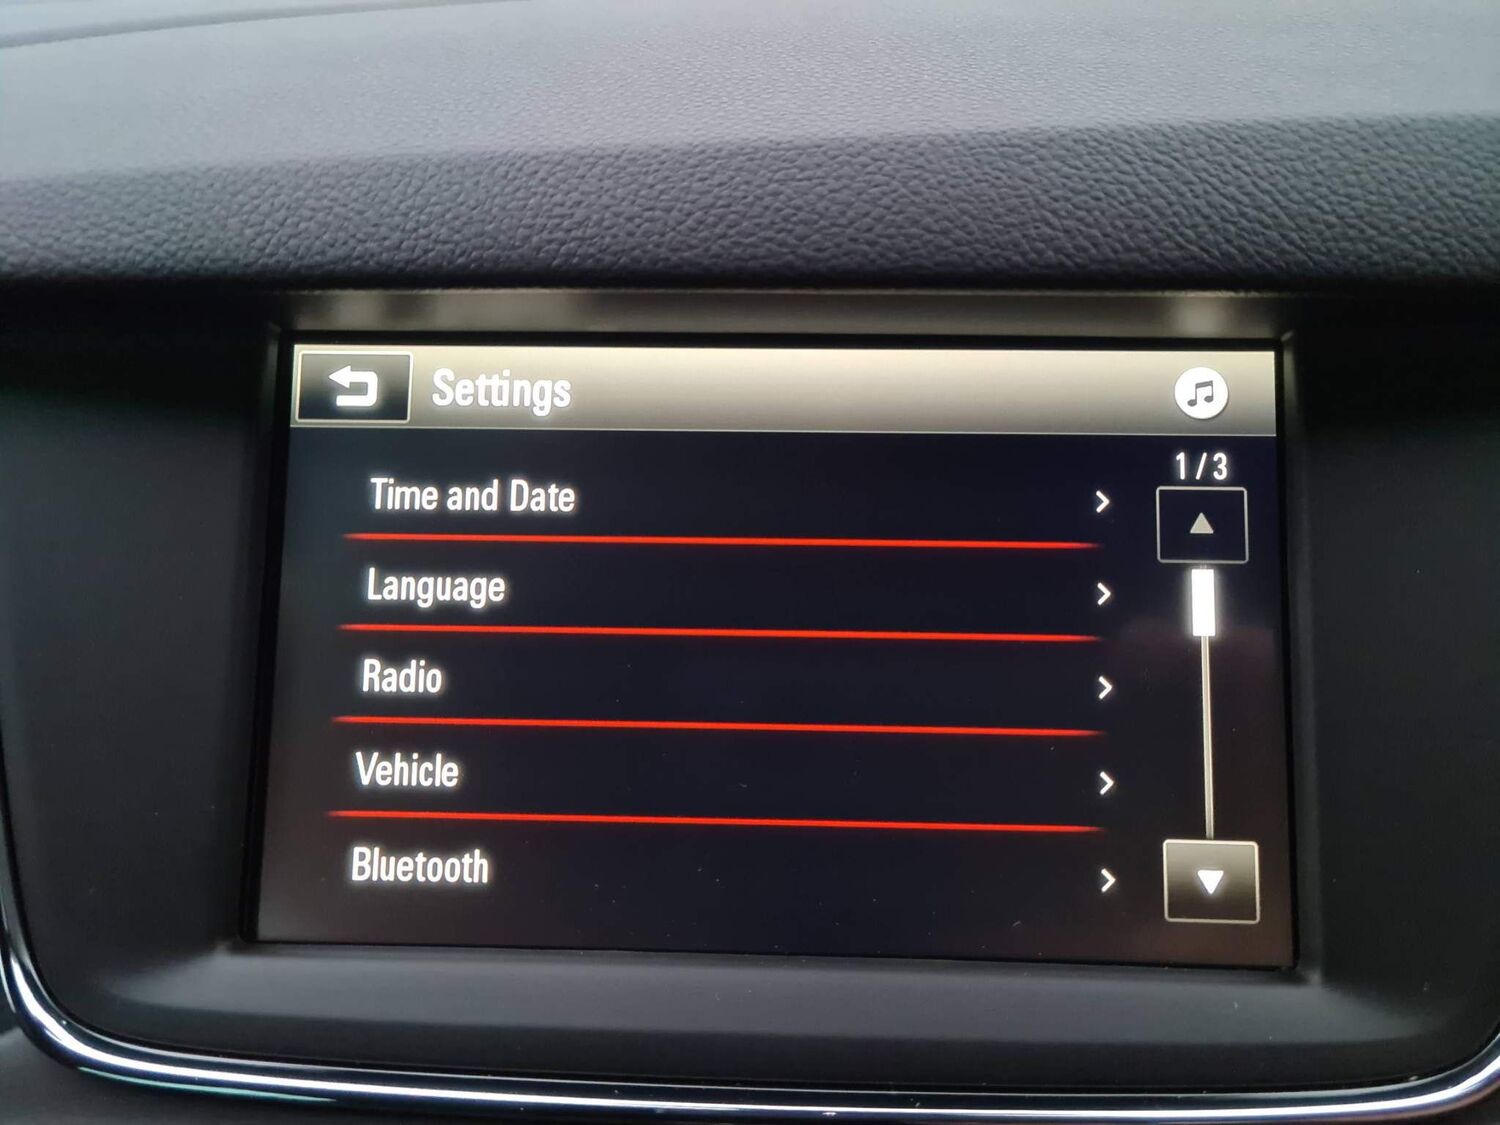 Settings
1/3
Time and Date
Language
Radio
Vehicle
Bluetooth